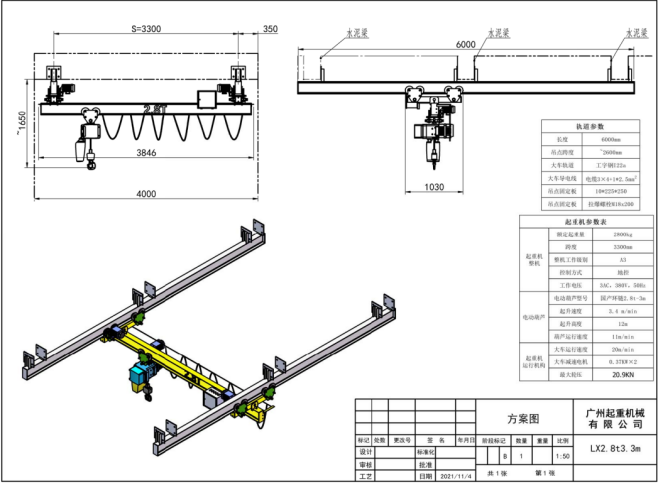 S=3300
350
水泥梁
水泥梁
水泥梁
6000
~1650
2.8T
3846
4000
1030
轨道参数
长度 6000mm
吊点跨度 ~2600mm
大车轨道 工字钢I22a
大车导电线 电缆3×4+1*2.5mm²
吊点固定板 10*225*250
吊点固定板 拉爆螺栓M18x200
起重机参数表
起重机整机
额定起重量 2800kg
跨度 3300mm
整机工作级别 A3
控制方式 地控
工作电压 3AC, 380V, 50Hz
电动葫芦
电动葫芦型号 国产环链2.8t-3m
起升速度 3.4 m/min
起升高度 12m
葫芦运行速度 11m/min
起重机运行机构
大车运行速度 20m/min
大车减速电机 0.37KW×2
最大轮压 20.9KN
方案图
广州起重机械
有限公司
标记 处数 更改号 签 名 年月日 阶段标记 数量 重量 比例
设计 标准化 B 1 1:50
LX2.8t3.3m
审核 批准
工艺 日期 2021/11/4 共 1 张 第 1 张